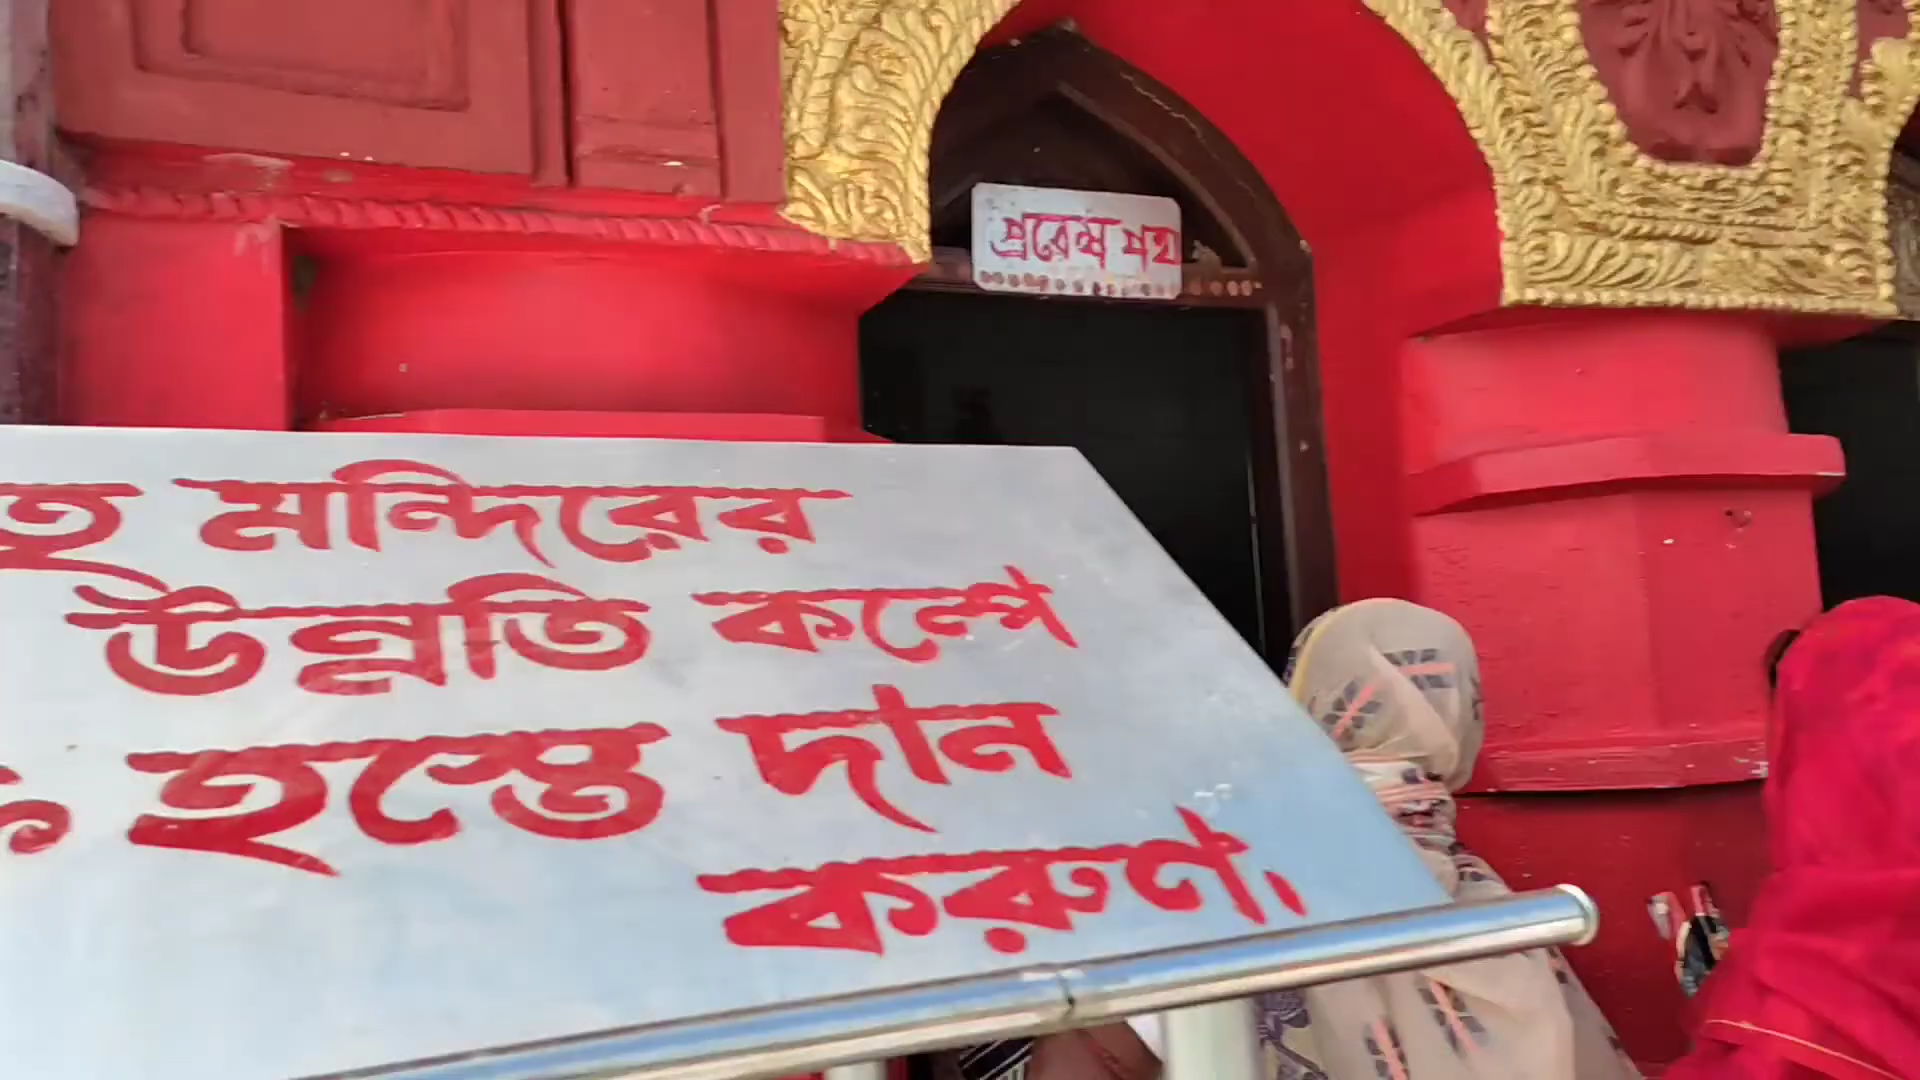 প্রবেশ পথ
মন্দিরের
উন্নতি কল্পে
হস্তে দান
করুণ।